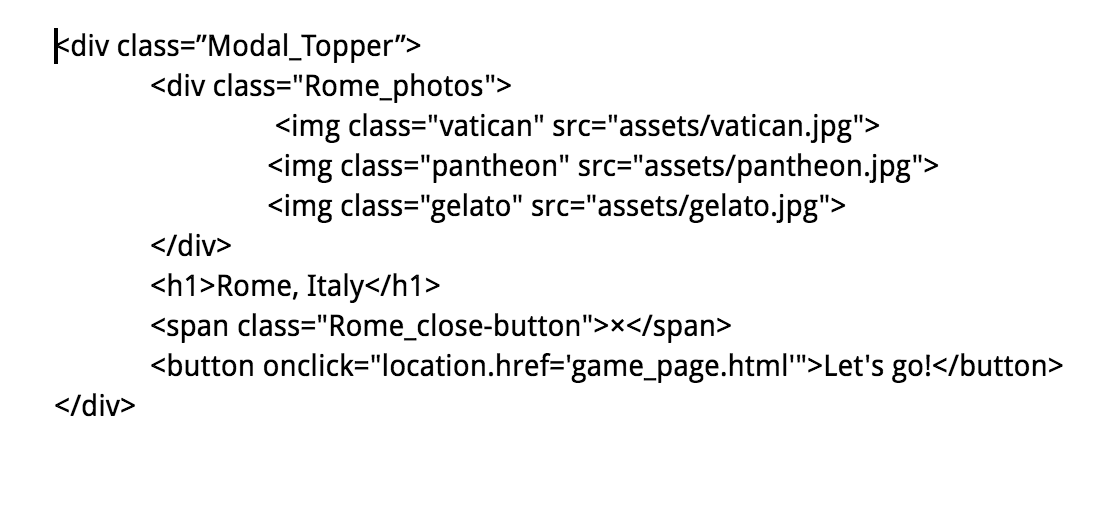 <div class=”Modal_Topper”>
<div class="Rome_photos">
<img class="vatican" src="assets/vatican.jpg">
<img class="pantheon" src="assets/pantheon.jpg">
<img class="gelato" src="assets/gelato.jpg">
</div>
<h1>Rome, Italy</h1>
<span class="Rome_close-button">×</span>
<button onclick="location.href='game_page.html'">Let's go!</button>
</div>